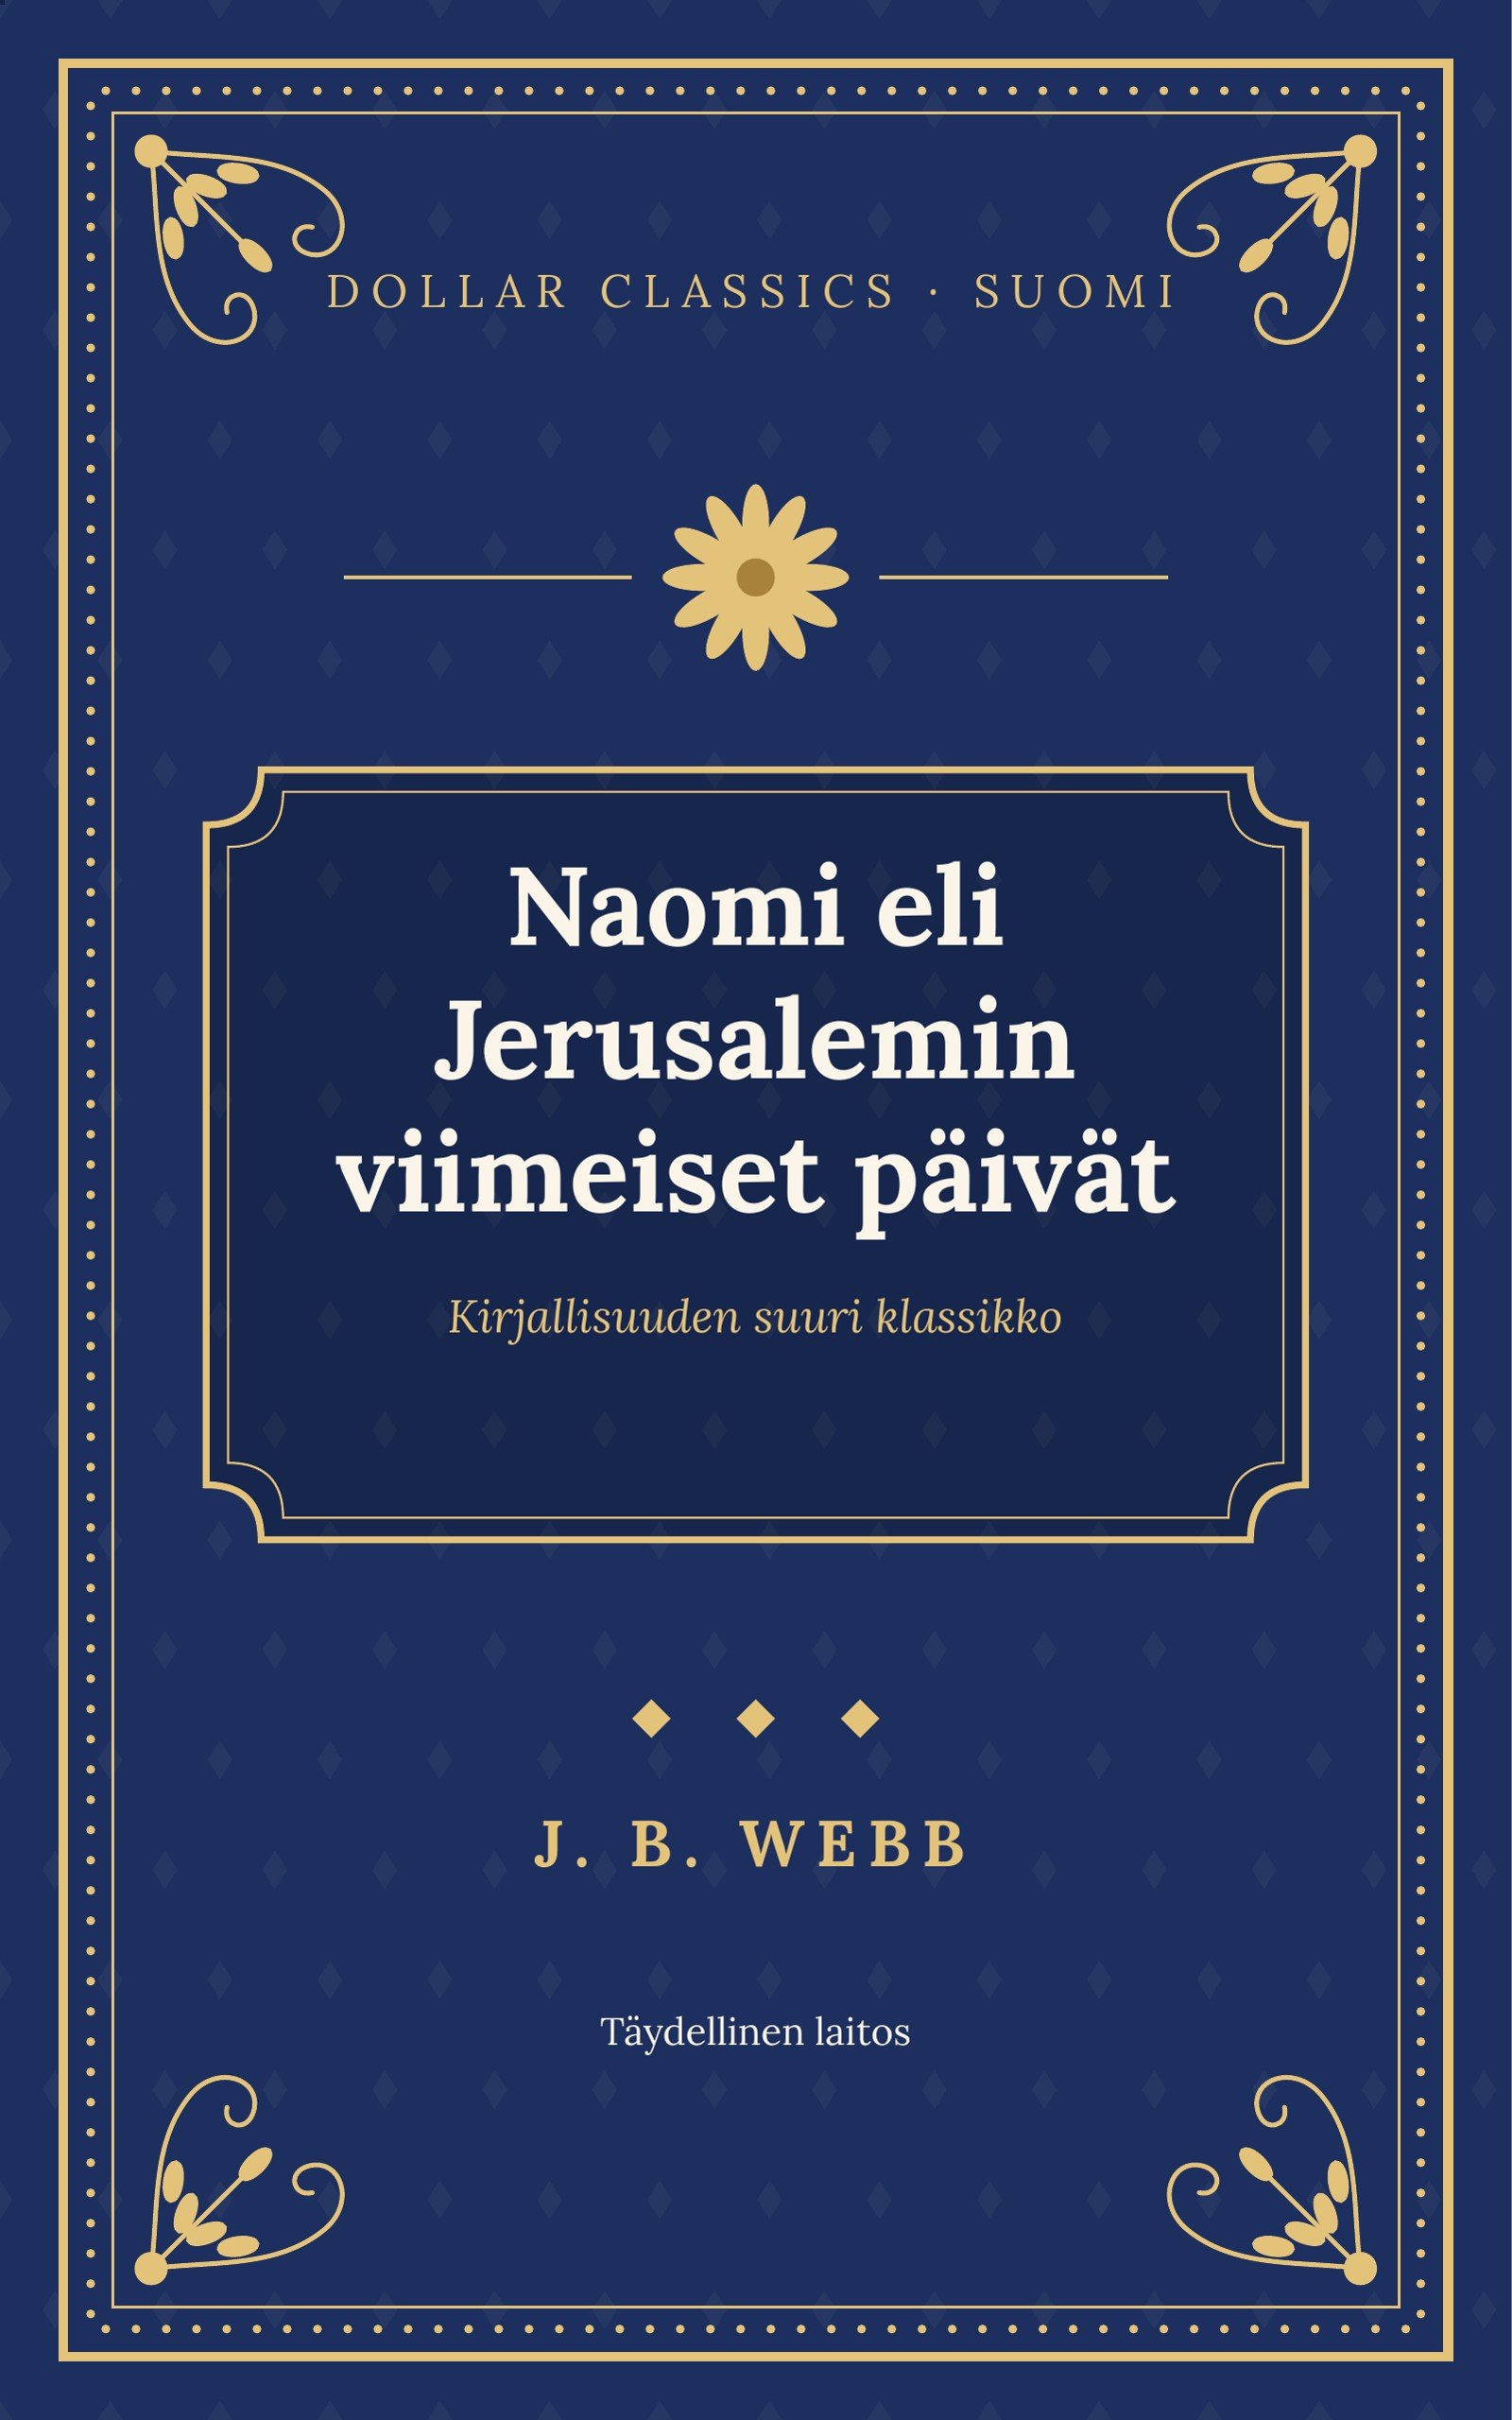 DOLLAR CLASSICS · SUOMI
Naomi eli
Jerusalemin
viimeiset päivät
Kirjallisuuden suuri klassikko
J. B. WEBB
Täydellinen laitos